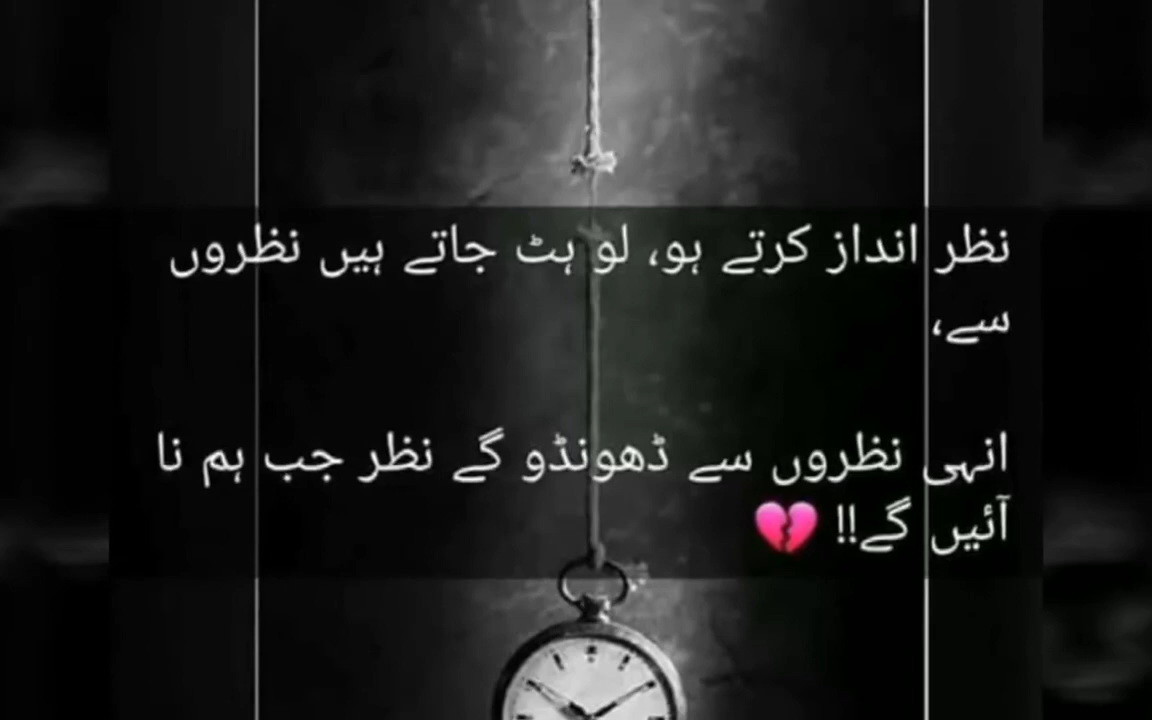 نظر انداز کرتے ہو، لو ہٹ جاتے ہیں نظروں
سے،
انہی نظروں سے ڈھونڈو گے نظر جب ہم نا
آئیں گے!! 💔